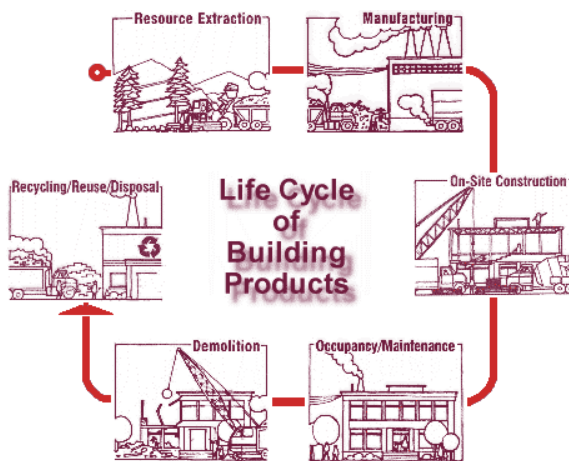 Resource Extraction
Manufacturing
Recycling/Reuse/Disposal
Life Cycle
of
Building
Products
On-Site Construction
Demolition
Occupancy/Maintenance